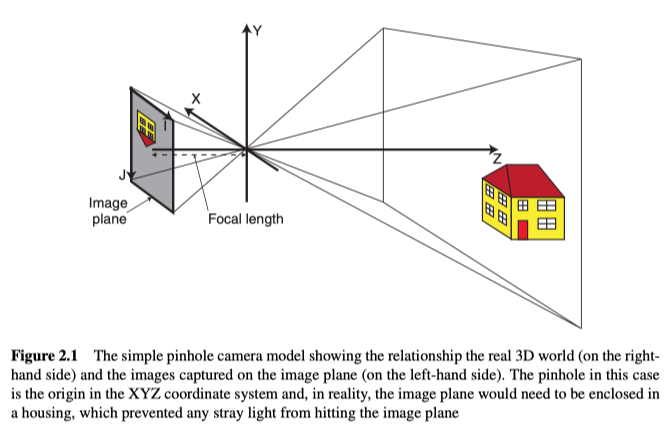 Y
X
I
Z
J
Image
plane
Focal length
Figure 2.1 The simple pinhole camera model showing the relationship the real 3D world (on the right-
hand side) and the images captured on the image plane (on the left-hand side). The pinhole in this case
is the origin in the XYZ coordinate system and, in reality, the image plane would need to be enclosed in
a housing, which prevented any stray light from hitting the image plane